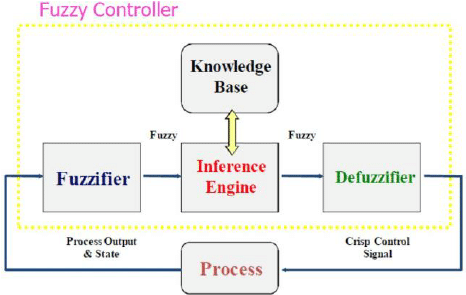 Fuzzy Controller
Knowledge
Base
Fuzzy
Fuzzy
Fuzzifier
Inference
Engine
Defuzzifier
Process Output
& State
Process
Crisp Control
Signal